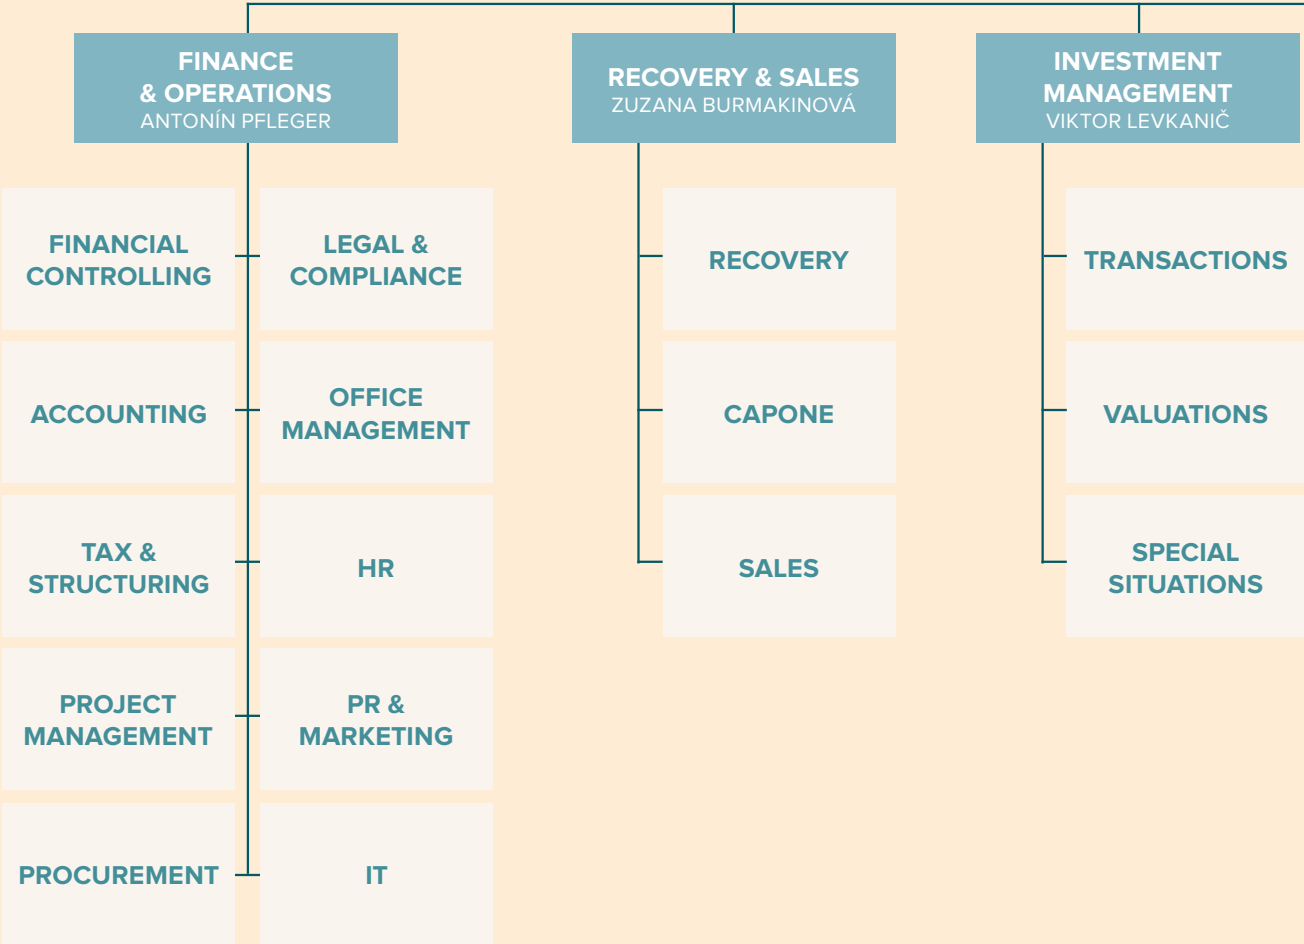 FINANCE
& OPERATIONS
ANTONÍN PFLEGER
RECOVERY & SALES
ZUZANA BURMAKINOVÁ
INVESTMENT
MANAGEMENT
VIKTOR LEVKANIČ
FINANCIAL
CONTROLLING
LEGAL &
COMPLIANCE
RECOVERY
TRANSACTIONS
ACCOUNTING
OFFICE
MANAGEMENT
CAPONE
VALUATIONS
TAX &
STRUCTURING
HR
SALES
SPECIAL
SITUATIONS
PROJECT
MANAGEMENT
PR &
MARKETING
PROCUREMENT
IT